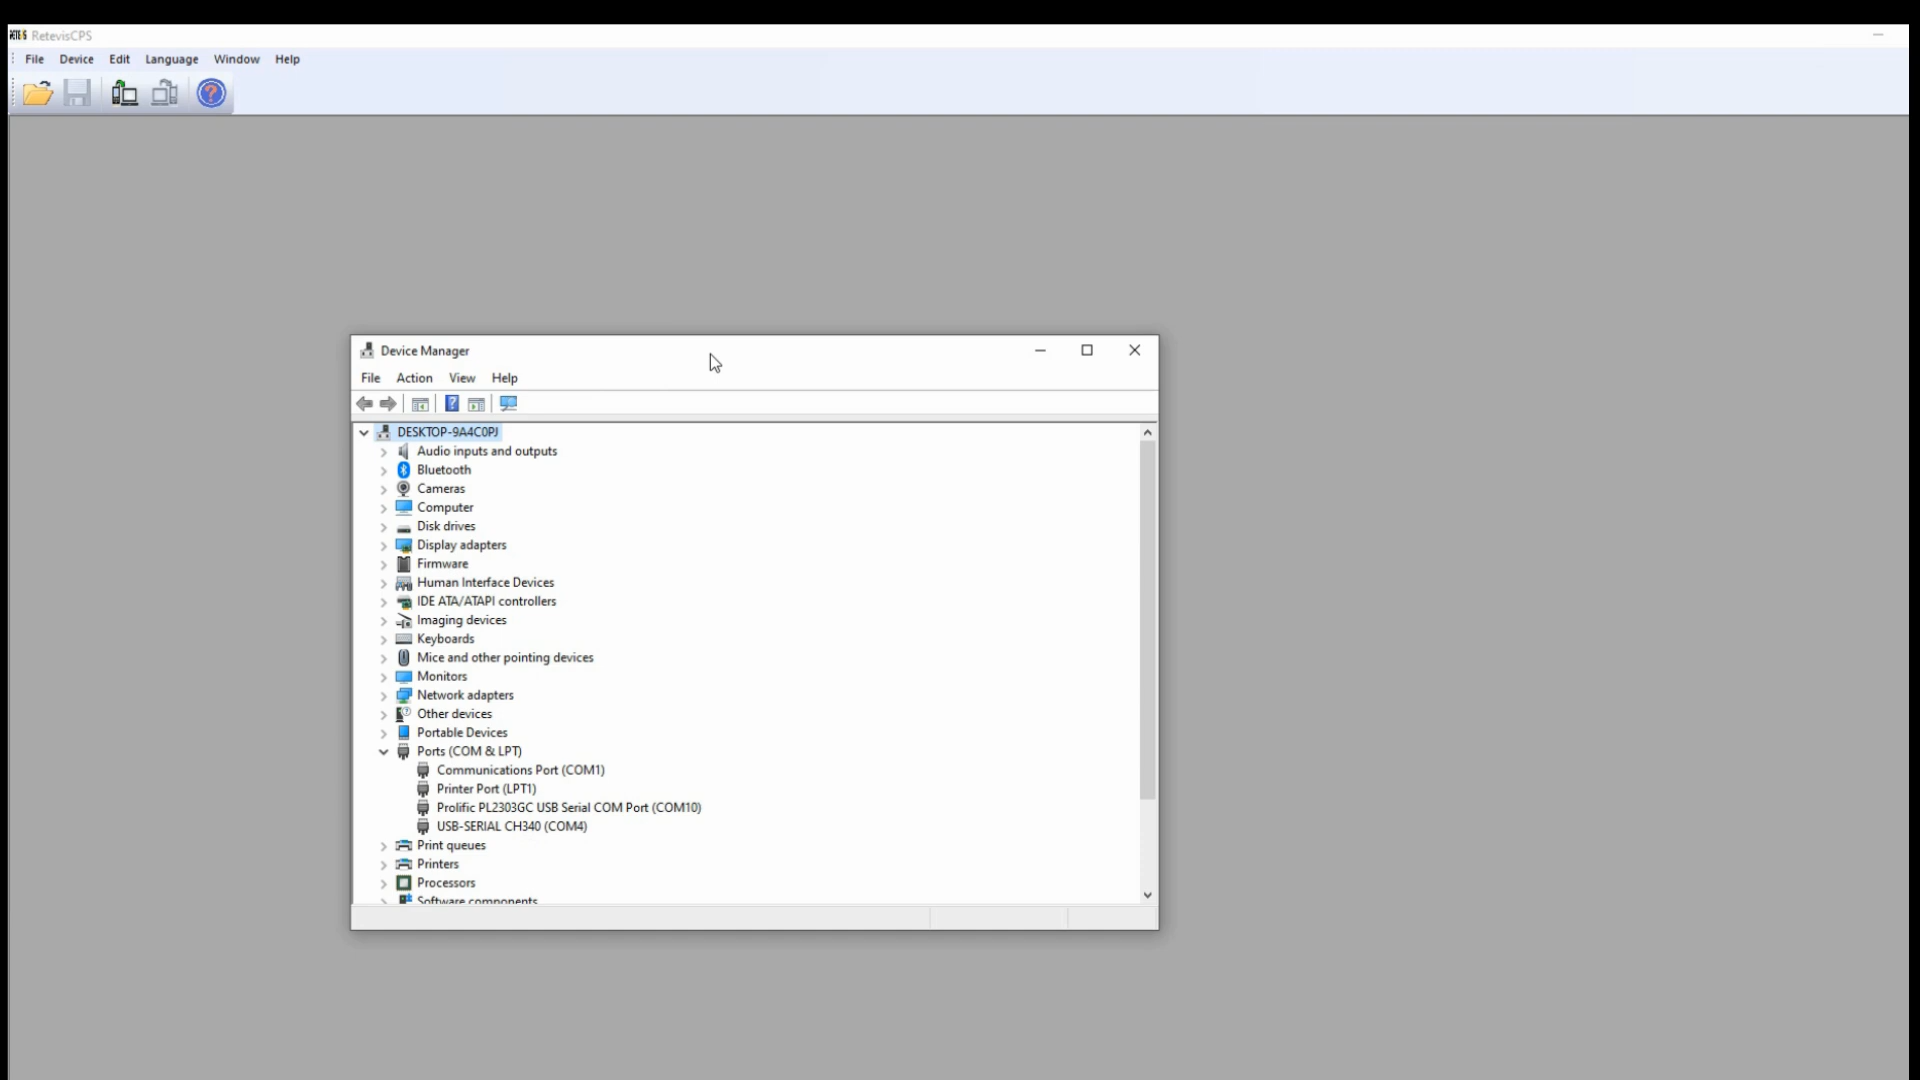 RetevisCPS
File Device Edit Language Window Help
Device Manager
File Action View Help
DESKTOP-9A4C0PJ
Audio inputs and outputs
Bluetooth
Cameras
Computer
Disk drives
Display adapters
Firmware
Human Interface Devices
IDE ATA/ATAPI controllers
Imaging devices
Keyboards
Mice and other pointing devices
Monitors
Network adapters
Other devices
Portable Devices
Ports (COM & LPT)
Communications Port (COM1)
Printer Port (LPT1)
Prolific PL2303GC USB Serial COM Port (COM10)
USB-SERIAL CH340 (COM4)
Print queues
Printers
Processors
Software components